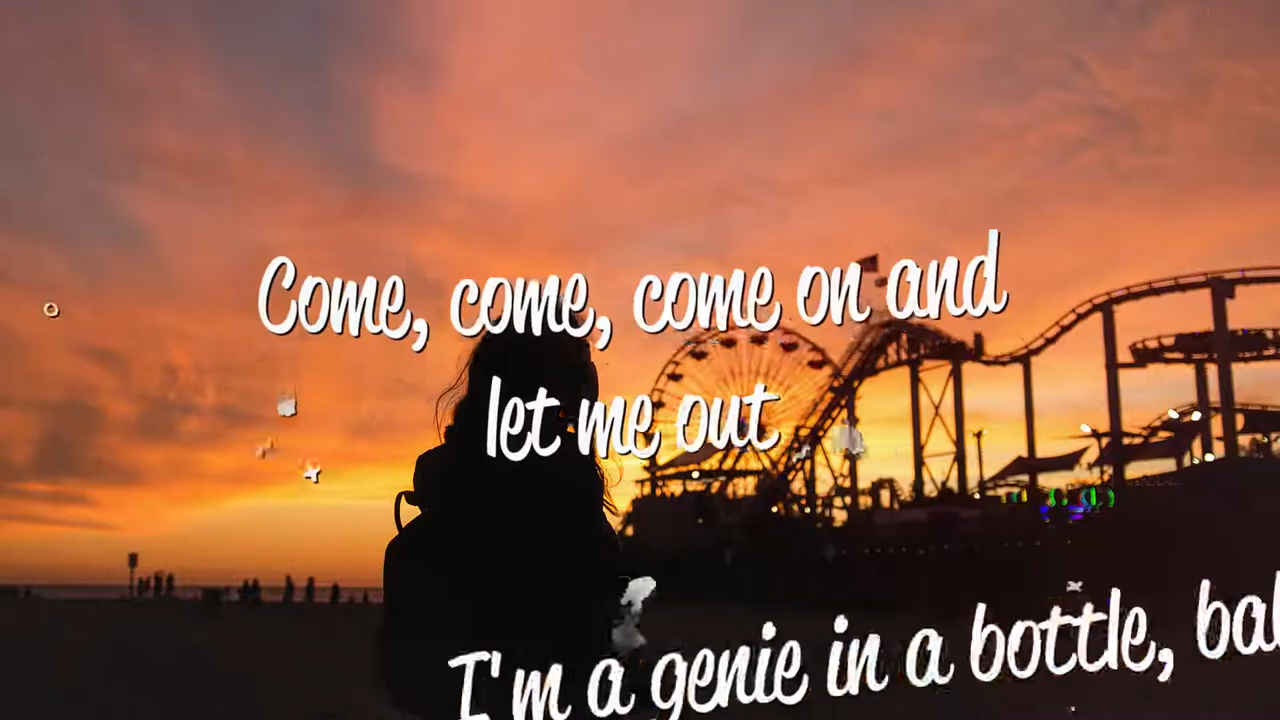 Come, come, come on and
let me out
I'm a genie in a bottle,